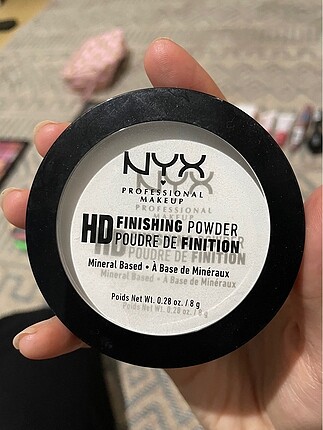 NYX
PROFESSIONAL
MAKEUP
HD FINISHING POWDER
POUDRE DE FINITION
Mineral Based • À Base de Minéraux
Poids Net Wt. 0.28 oz. / 8 g